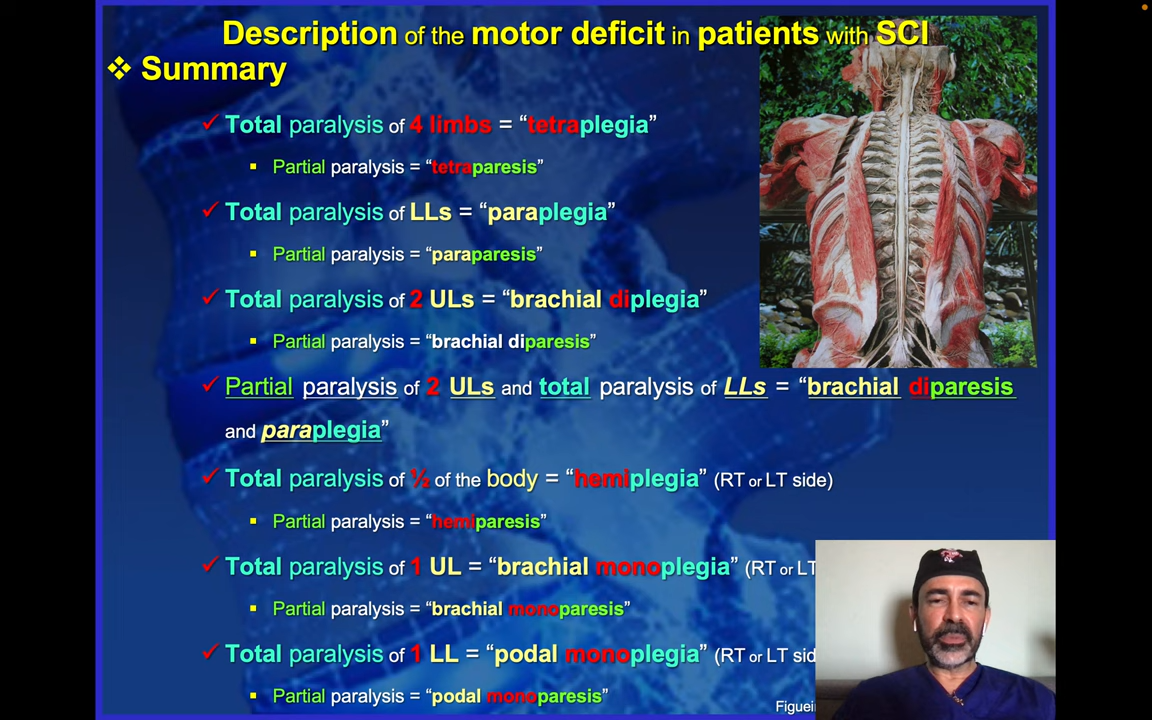 Description of the motor deficit in patients with SCI
❖ Summary
✓ Total paralysis of 4 limbs = “tetraplegia”
▪ Partial paralysis = “tetraparesis”
✓ Total paralysis of LLs = “paraplegia”
▪ Partial paralysis = “paraparesis”
✓ Total paralysis of 2 ULs = “brachial diplegia”
▪ Partial paralysis = “brachial diparesis”
✓ Partial paralysis of 2 ULs and total paralysis of LLs = “brachial diparesis
and paraplegia”
✓ Total paralysis of ½ of the body = “hemiplegia” (RT or LT side)
▪ Partial paralysis = “hemiparesis”
✓ Total paralysis of 1 UL = “brachial monoplegia” (RT or LT
▪ Partial paralysis = “brachial monoparesis”
✓ Total paralysis of 1 LL = “podal monoplegia” (RT or LT sid
▪ Partial paralysis = “podal monoparesis”